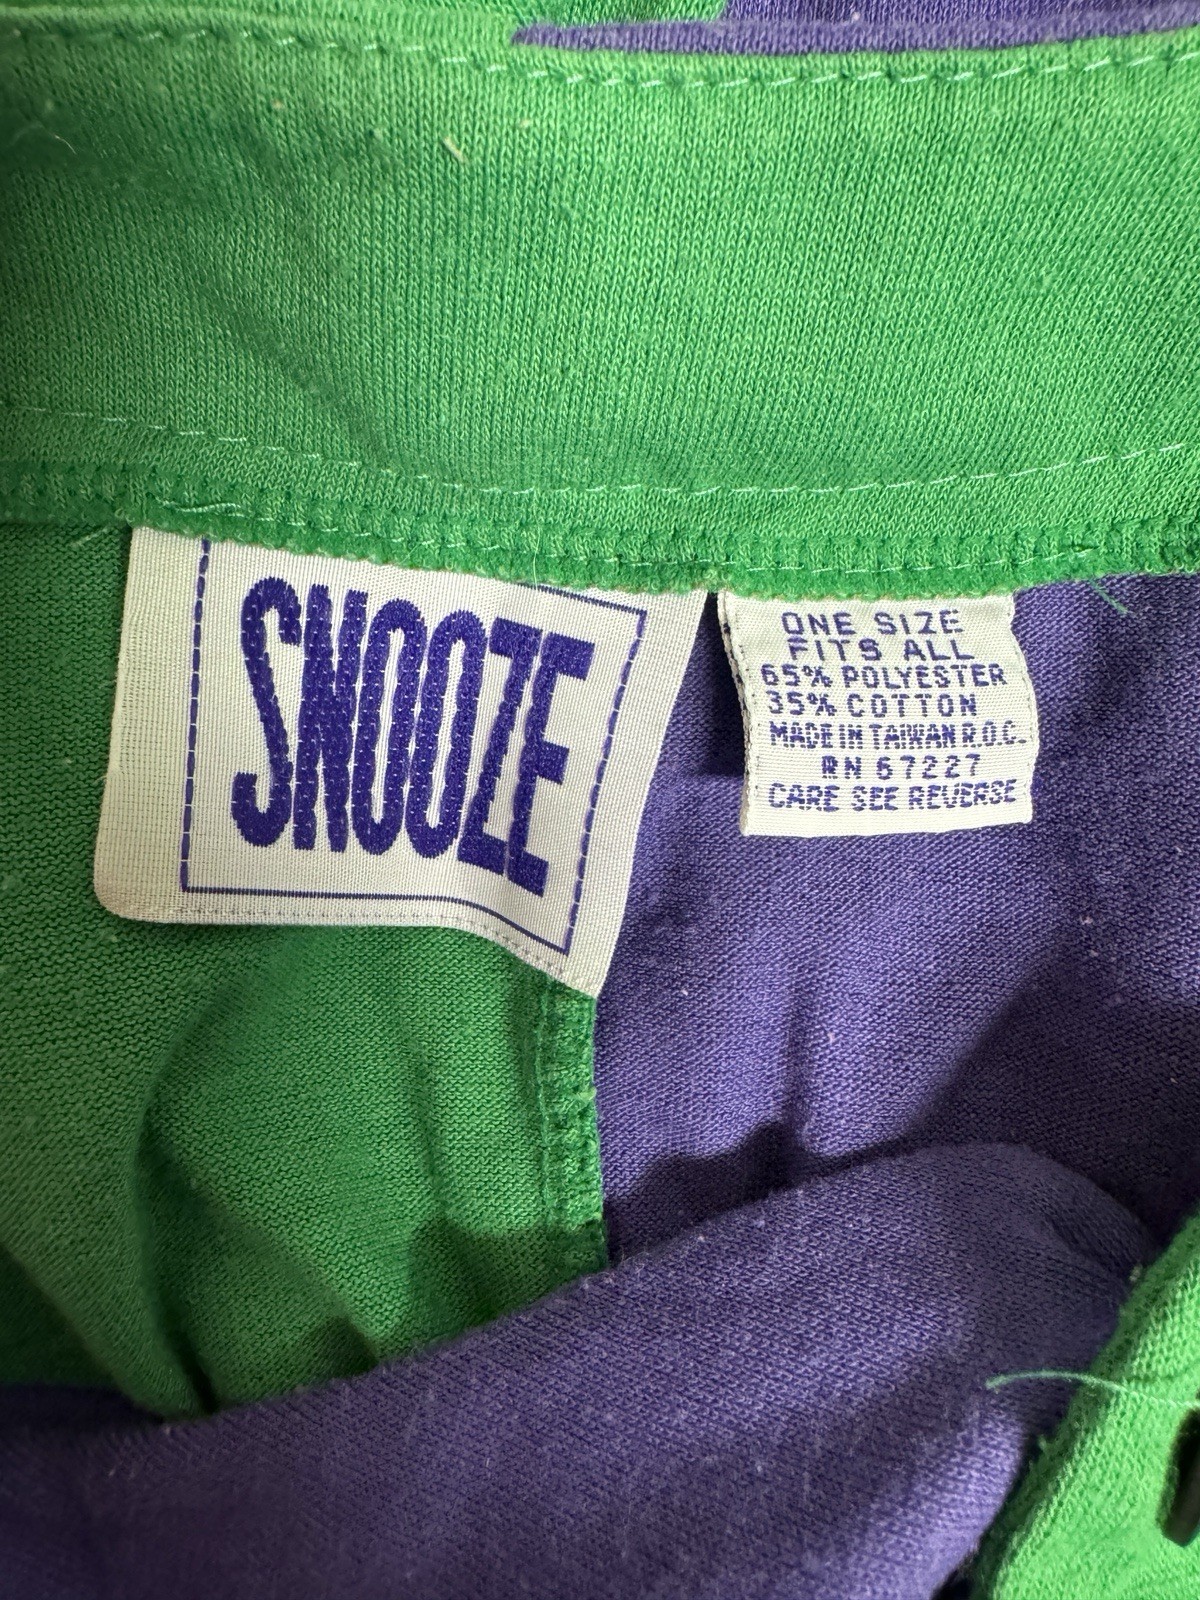 SNOOZE
ONE SIZE
FITS ALL
65% POLYESTER
35% COTTON
MADE IN TAIWAN R.O.C.
RN 67227
CARE SEE REVERSE